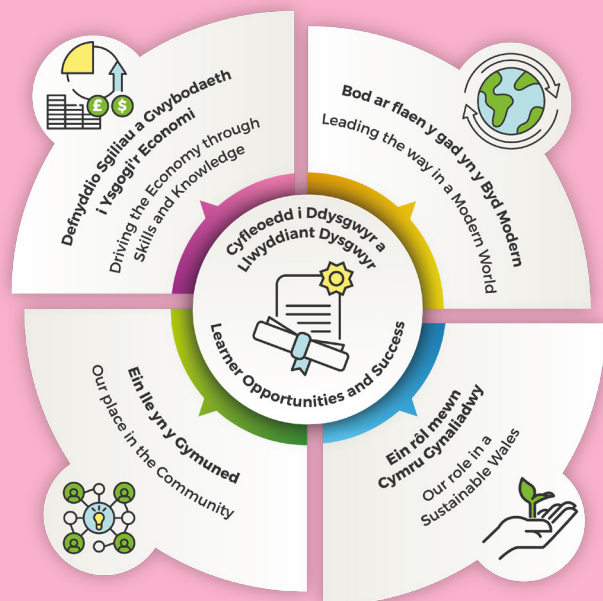 Defnyddio Sgiliau a Gwybodaeth
i Ysgogi'r Economi
Driving the Economy through
Skills and Knowledge
£ $
Bod ar flaen y gad yn y Byd Modern
Leading the way in a Modern World
Cyfleoedd i Ddysgwyr a
Llwyddiant Dysgwyr
Learner Opportunities and Success
Ein lle yn y Gymuned
Our place in the Community
Ein rôl mewn
Cymru Gynaliadwy
Our role in a
Sustainable Wales